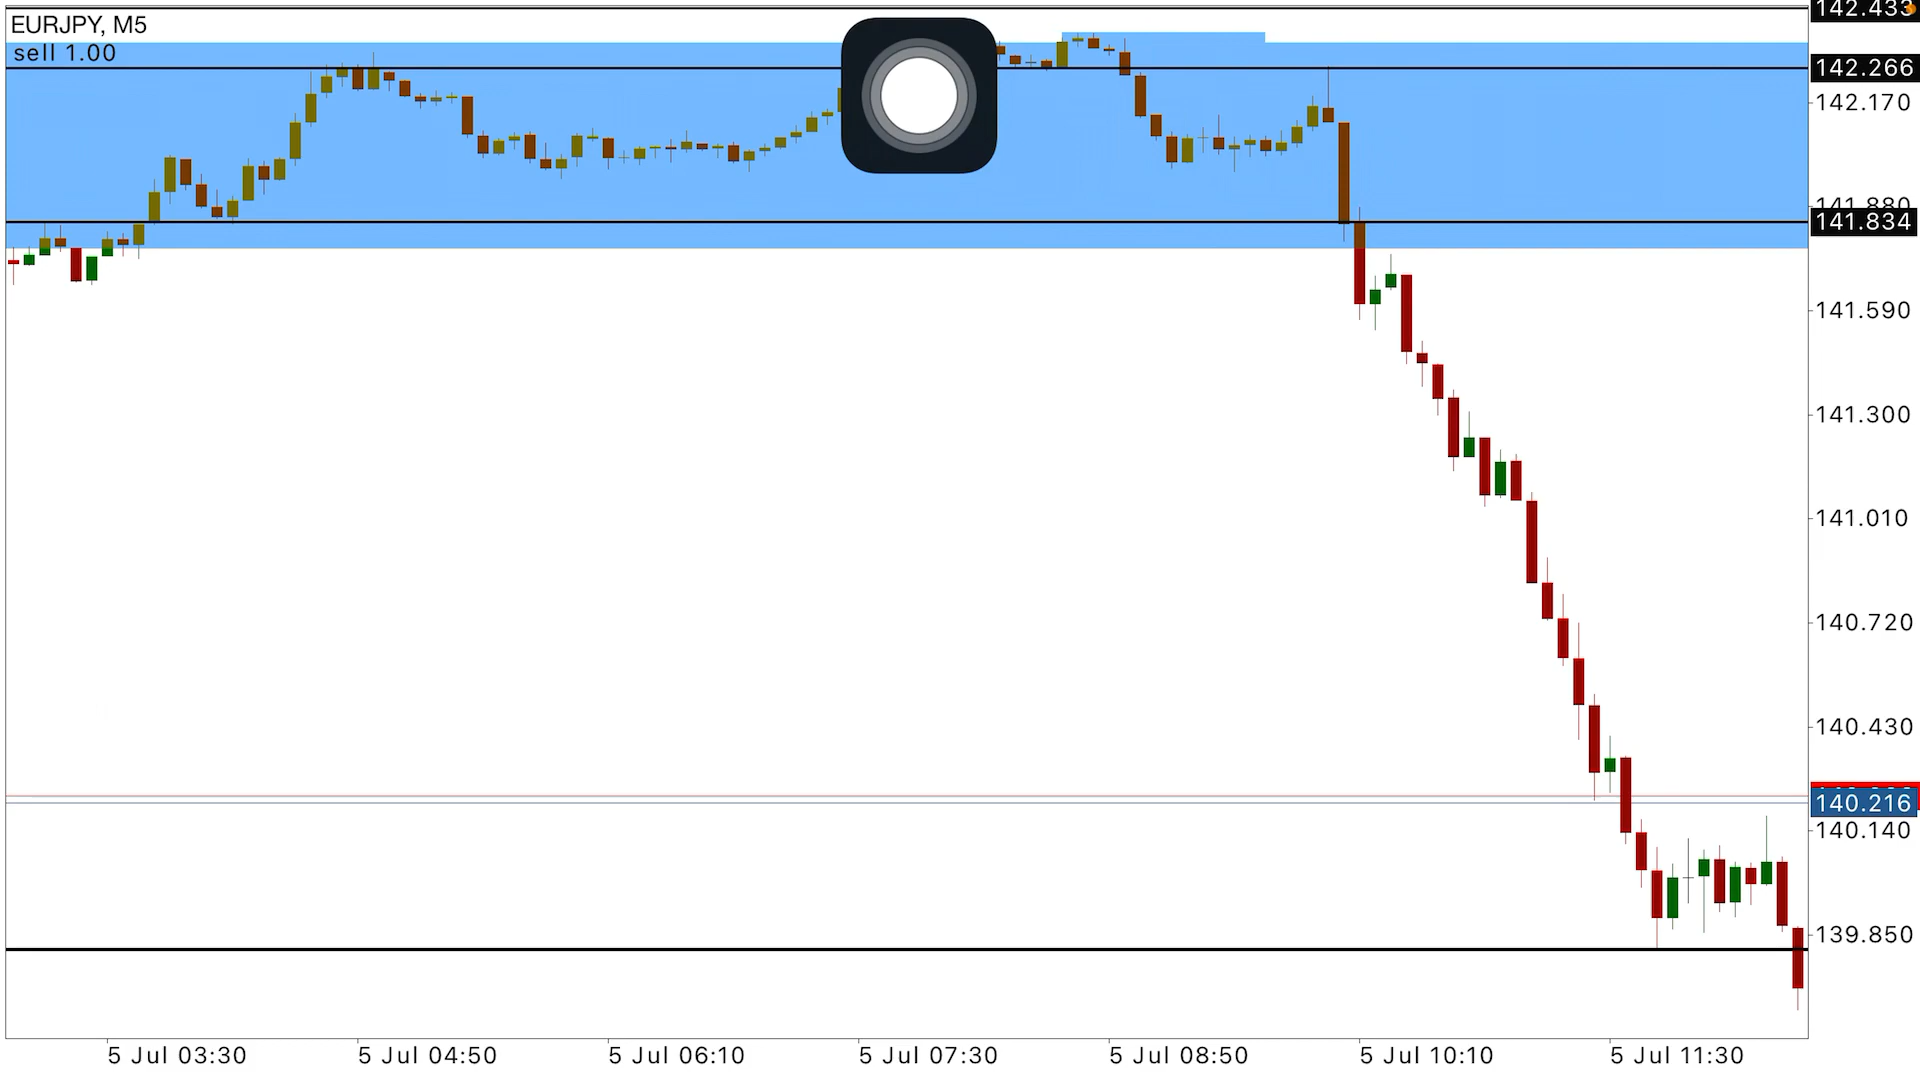 EURJPY, M5
sell 1.00
142.433
142.266
142.170
141.834
141.590
141.300
141.010
140.720
140.430
140.216
140.140
139.850
5 Jul 03:30
5 Jul 04:50
5 Jul 06:10
5 Jul 07:30
5 Jul 08:50
5 Jul 10:10
5 Jul 11:30